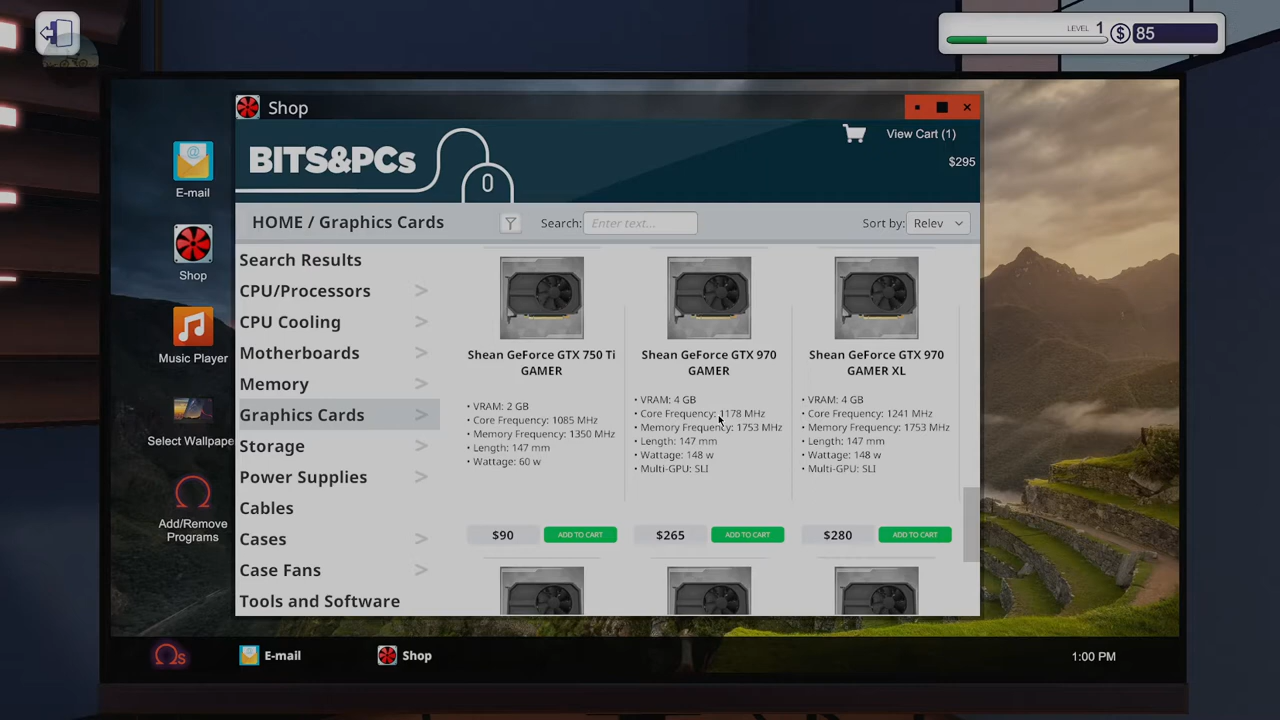 LEVEL 1 $ 85
Shop
BITS&PCs
View Cart (1)
$295
HOME / Graphics Cards
Search: Enter text...
Sort by: Relev
E-mail
Shop
Music Player
Select Wallpape
Add/Remove
Programs
Search Results
CPU/Processors >
CPU Cooling >
Motherboards >
Memory >
Graphics Cards >
Storage >
Power Supplies >
Cables
Cases >
Case Fans >
Tools and Software
Shean GeForce GTX 750 Ti
GAMER
• VRAM: 2 GB
• Core Frequency: 1085 MHz
• Memory Frequency: 1350 MHz
• Length: 147 mm
• Wattage: 60 w
$90 ADD TO CART
Shean GeForce GTX 970
GAMER
• VRAM: 4 GB
• Core Frequency: 1178 MHz
• Memory Frequency: 1753 MHz
• Length: 147 mm
• Wattage: 148 w
• Multi-GPU: SLI
$265 ADD TO CART
Shean GeForce GTX 970
GAMER XL
• VRAM: 4 GB
• Core Frequency: 1241 MHz
• Memory Frequency: 1753 MHz
• Length: 147 mm
• Wattage: 148 w
• Multi-GPU: SLI
$280 ADD TO CART
Ωs
E-mail
Shop
1:00 PM